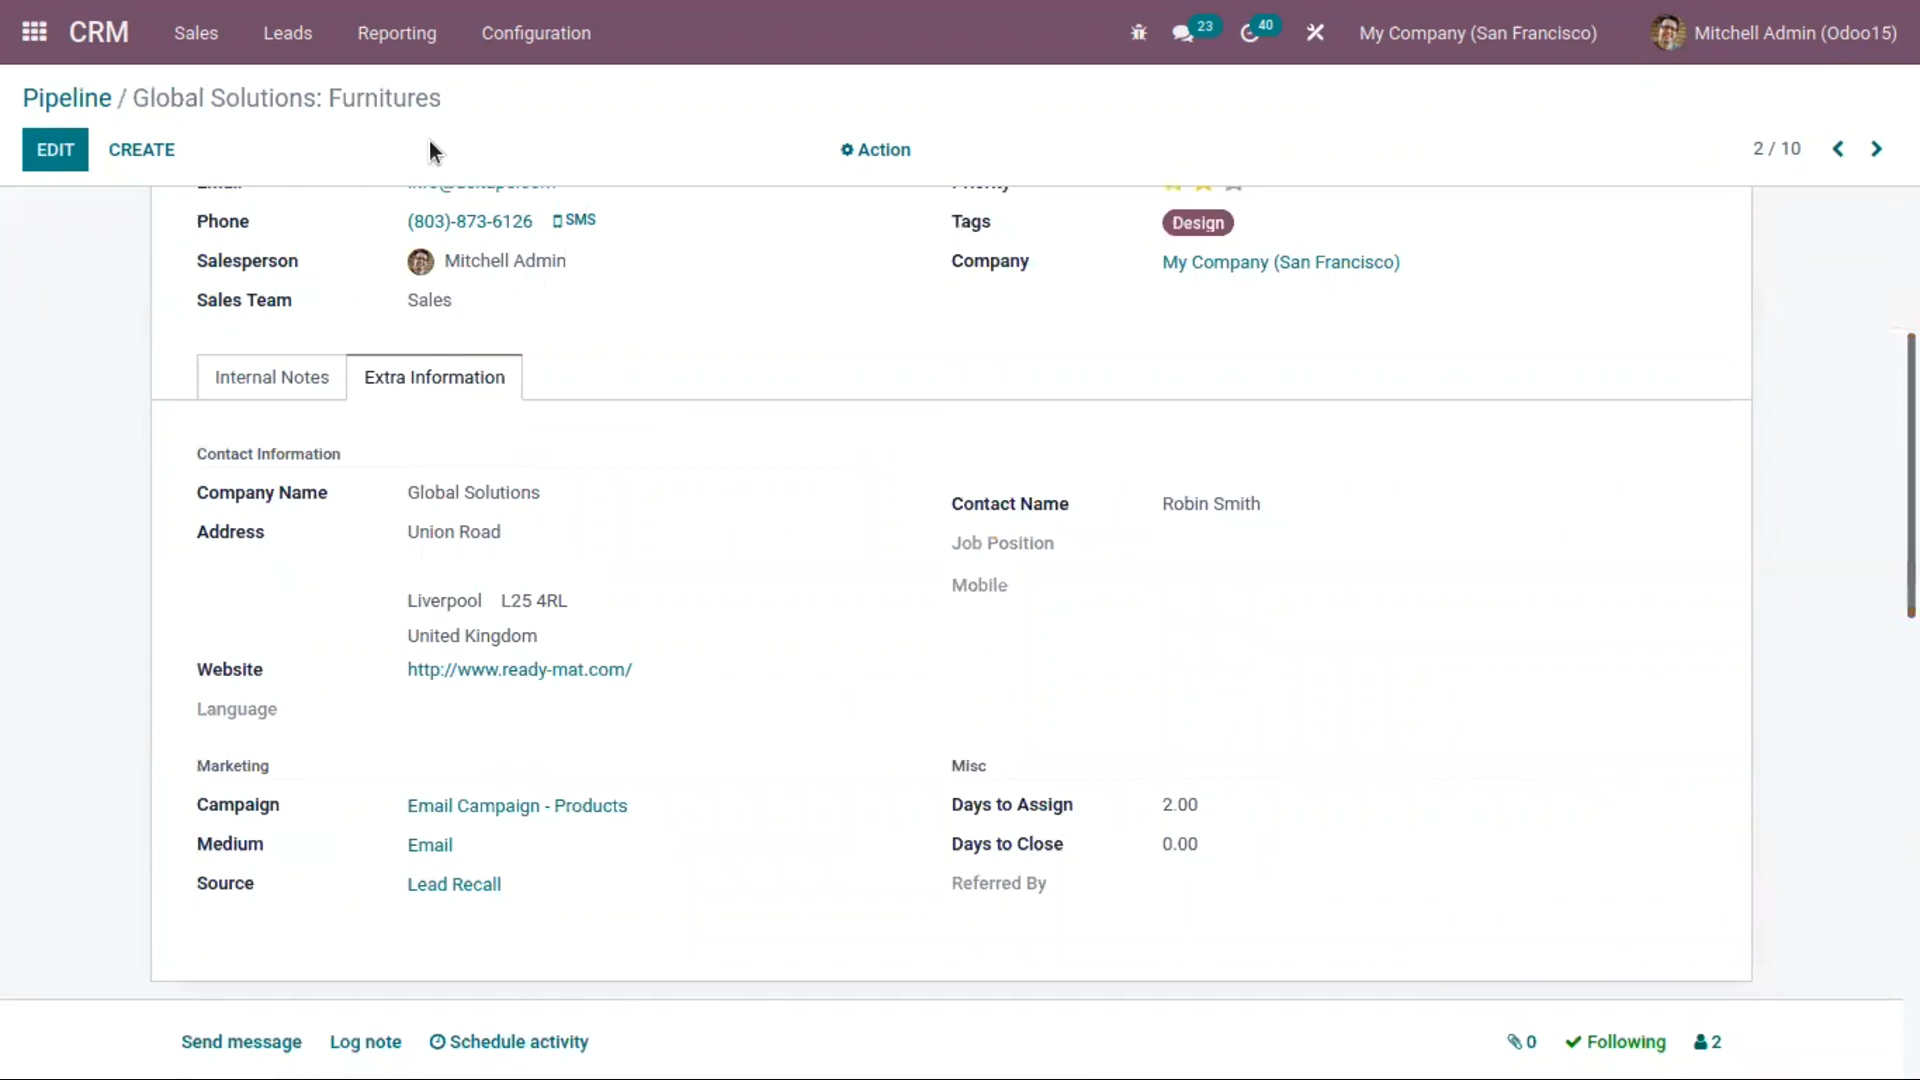 CRM Sales Leads Reporting Configuration 23 40 My Company (San Francisco) Mitchell Admin (Odoo15)
Pipeline / Global Solutions: Furnitures
EDIT CREATE Action 2 / 10
Phone (803)-873-6126 SMS Tags Design
Salesperson Mitchell Admin Company My Company (San Francisco)
Sales Team Sales
Internal Notes Extra Information
Contact Information
Company Name Global Solutions Contact Name Robin Smith
Address Union Road Job Position
Mobile
Liverpool L25 4RL
United Kingdom
Website http://www.ready-mat.com/
Language
Marketing Misc
Campaign Email Campaign - Products Days to Assign 2.00
Medium Email Days to Close 0.00
Source Lead Recall Referred By
Send message Log note Schedule activity 0 Following 2